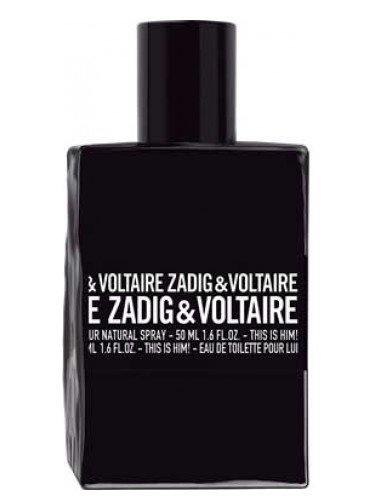 & VOLTAIRE ZADIG & VOLTAIRE
E ZADIG & VOLTAIRE
UR NATURAL SPRAY - 50 ML 1.6 FL.OZ. - THIS IS HIM!
ML 1.6 FL.OZ. - THIS IS HIM! - EAU DE TOILETTE POUR LUI